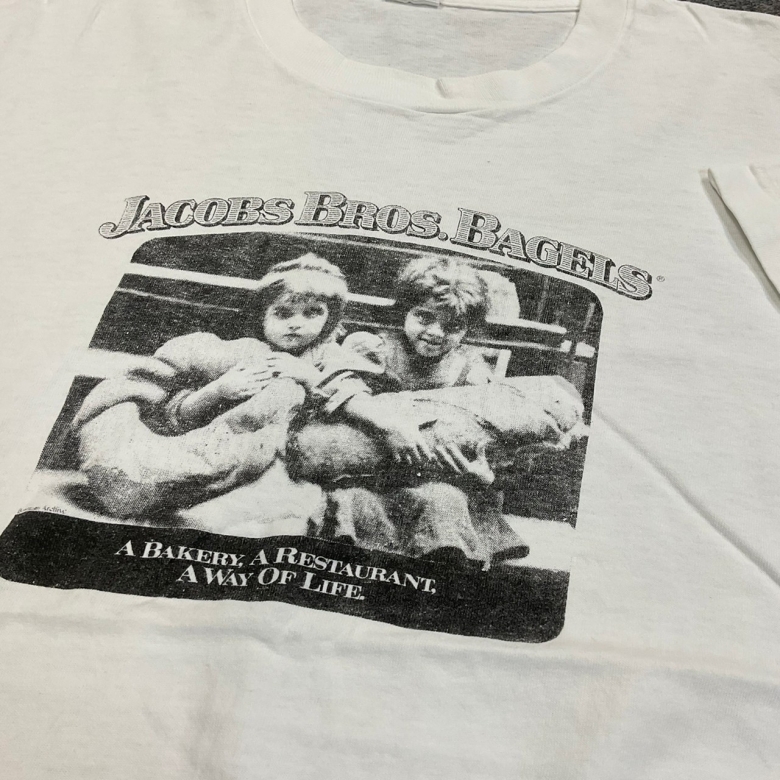 JACOBS BROS. BAGELS®
A BAKERY, A RESTAURANT,
A WAY OF LIFE.